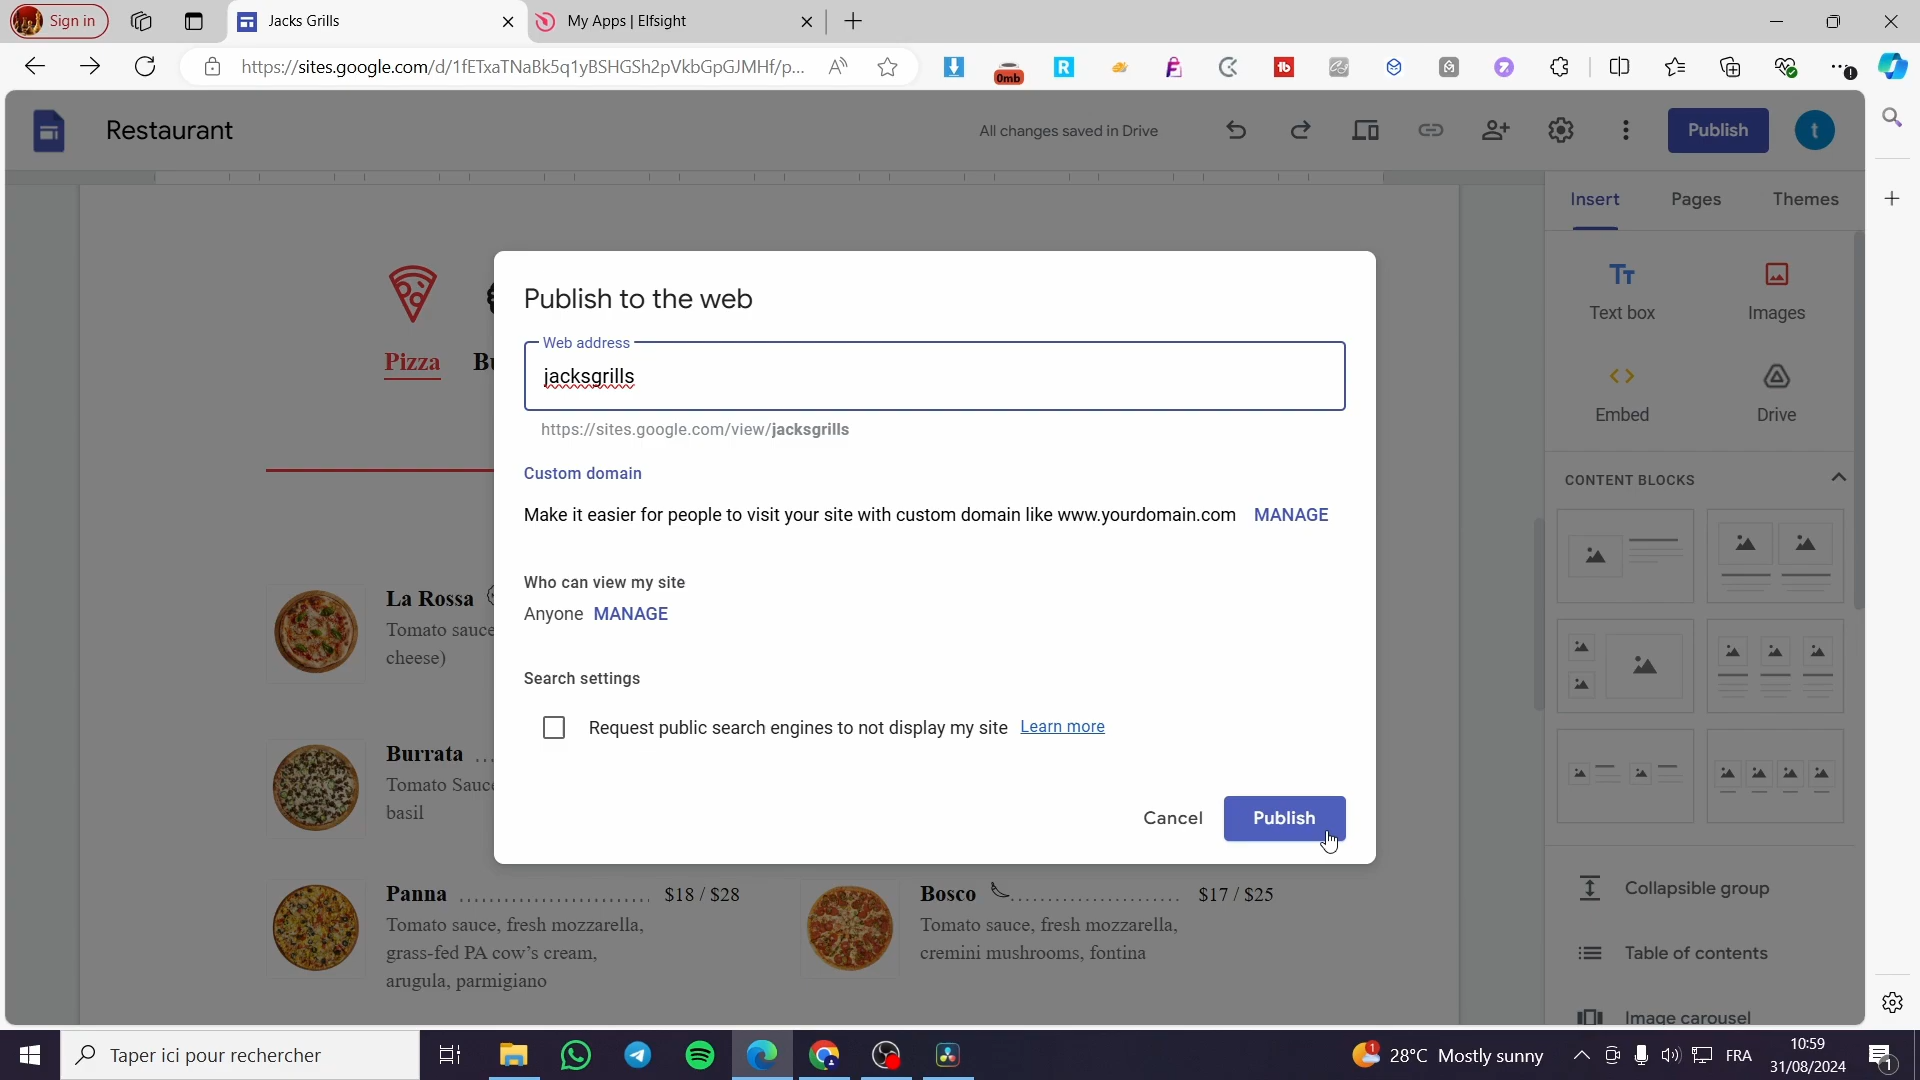 Sign in
Jacks Grills
My Apps | Elfsight
https://sites.google.com/d/1fETxaTNaBk5q1yBSHGSh2pVkbGpGJMHf/p...
0mb
Restaurant
All changes saved in Drive
Publish
t
Insert
Pages
Themes
Publish to the web
Web address
jacksgrills
https://sites.google.com/view/jacksgrills
Custom domain
Make it easier for people to visit your site with custom domain like www.yourdomain.com MANAGE
Who can view my site
Anyone MANAGE
Search settings
Request public search engines to not display my site Learn more
Cancel
Publish
Pizza
La Rossa
Tomato sauce
cheese)
Burrata
basil
Panna $18 / $28
Tomato sauce, fresh mozzarella,
grass-fed PA cow's cream,
arugula, parmigiano
Bosco $17 / $25
Tomato sauce, fresh mozzarella,
cremini mushrooms, fontina
Text box
Images
Embed
Drive
CONTENT BLOCKS
Collapsible group
Table of contents
Image carousel
Taper ici pour rechercher
28°C Mostly sunny
FRA
10:59
31/08/2024